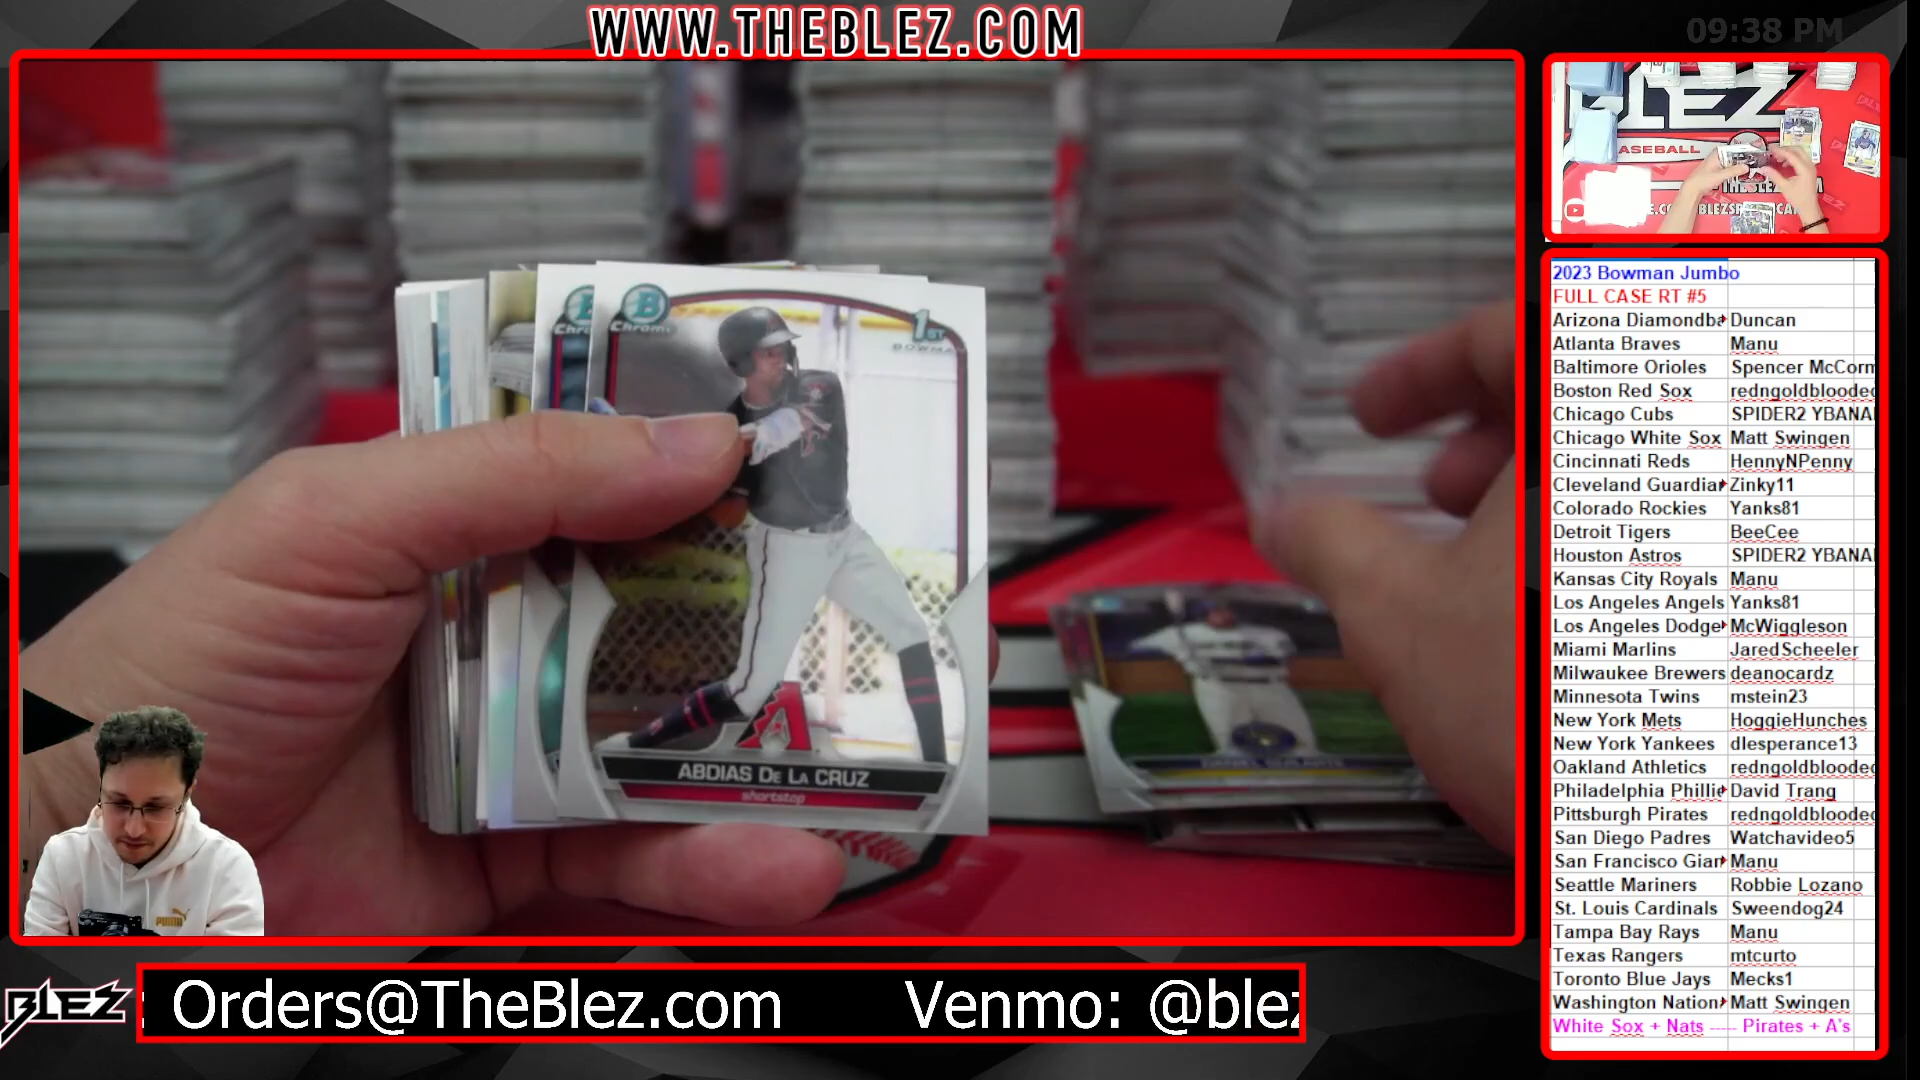 WWW.THEBLEZ.COM
09:38 PM
BLEZ
ASEBALL
Chrome
1ST
BOWMAN
ABDIAS DE LA CRUZ
shortstop
PUMA
2023 Bowman Jumbo
FULL CASE RT #5
Arizona Diamondba Duncan
Atlanta Braves Manu
Baltimore Orioles Spencer McCorm
Boston Red Sox redngoldblooded
Chicago Cubs SPIDER2 YBANA
Chicago White Sox Matt Swingen
Cincinnati Reds HennyNPenny
Cleveland Guardian Zinky11
Colorado Rockies Yanks81
Detroit Tigers BeeCee
Houston Astros SPIDER2 YBANA
Kansas City Royals Manu
Los Angeles Angels Yanks81
Los Angeles Dodge McWiggleson
Miami Marlins JaredScheeler
Milwaukee Brewers deanocardz
Minnesota Twins mstein23
New York Mets HoggieHunches
New York Yankees dlesperance13
Oakland Athletics redngoldblooded
Philadelphia Phillie David Trang
Pittsburgh Pirates redngoldblooded
San Diego Padres Watchavideo5
San Francisco Gian Manu
Seattle Mariners Robbie Lozano
St. Louis Cardinals Sweendog24
Tampa Bay Rays Manu
Texas Rangers mtcurto
Toronto Blue Jays Mecks1
Washington Nation Matt Swingen
White Sox + Nats ----- Pirates + A's
BLEZ : Orders@TheBlez.com Venmo: @blez